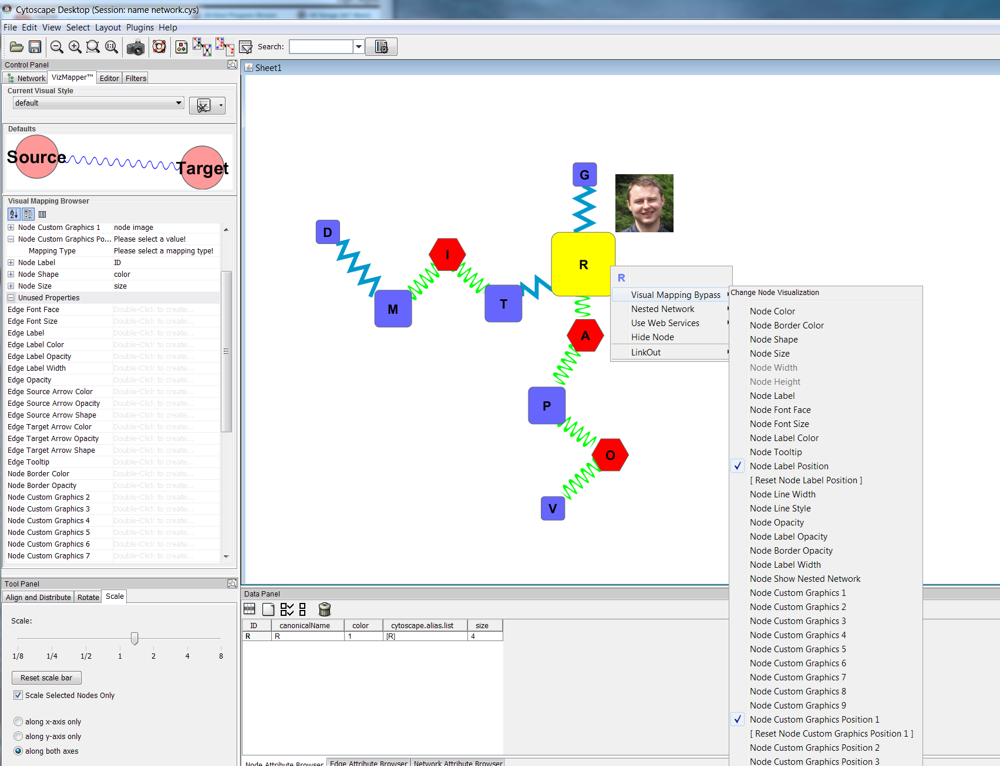 Cytoscape Desktop (Session: name network.cys)
File Edit View Select Layout Plugins Help
1:1
Search:
Control Panel
Network VizMapper™ Editor Filters
Current Visual Style
default
Defaults
Source
Target
Visual Mapping Browser
Node Custom Graphics 1 node image
Node Custom Graphics Po... Please select a value!
Mapping Type Please select a mapping type!
Node Label ID
Node Shape color
Node Size size
Unused Properties
Edge Font Face Double-Click to create...
Edge Font Size Double-Click to create...
Edge Label Double-Click to create...
Edge Label Color Double-Click to create...
Edge Label Opacity Double-Click to create...
Edge Label Width Double-Click to create...
Edge Opacity Double-Click to create...
Edge Source Arrow Color Double-Click to create...
Edge Source Arrow Opacity Double-Click to create...
Edge Source Arrow Shape Double-Click to create...
Edge Target Arrow Color Double-Click to create...
Edge Target Arrow Opacity Double-Click to create...
Edge Target Arrow Shape Double-Click to create...
Edge Tooltip Double-Click to create...
Node Border Color Double-Click to create...
Node Border Opacity Double-Click to create...
Node Custom Graphics 2 Double-Click to create...
Node Custom Graphics 3 Double-Click to create...
Node Custom Graphics 4 Double-Click to create...
Node Custom Graphics 5 Double-Click to create...
Node Custom Graphics 6 Double-Click to create...
Node Custom Graphics 7 Double-Click to create...
Tool Panel
Align and Distribute Rotate Scale
Scale:
1/8 1/4 1/2 1 2 4 8
Reset scale bar
Scale Selected Nodes Only
along x-axis only
along y-axis only
along both axes
Sheet1
G
D
I
R
M
T
A
P
O
V
R
Visual Mapping Bypass
Nested Network
Use Web Services
Hide Node
LinkOut
Change Node Visualization
Node Color
Node Border Color
Node Shape
Node Size
Node Width
Node Height
Node Label
Node Font Face
Node Font Size
Node Label Color
Node Tooltip
Node Label Position
[ Reset Node Label Position ]
Node Line Width
Node Line Style
Node Opacity
Node Label Opacity
Node Border Opacity
Node Label Width
Node Show Nested Network
Node Custom Graphics 1
Node Custom Graphics 2
Node Custom Graphics 3
Node Custom Graphics 4
Node Custom Graphics 5
Node Custom Graphics 6
Node Custom Graphics 7
Node Custom Graphics 8
Node Custom Graphics 9
Node Custom Graphics Position 1
[ Reset Node Custom Graphics Position 1 ]
Node Custom Graphics Position 2
Node Custom Graphics Position 3
Data Panel
ID canonicalName color cytoscape.alias.list size
R R 1 [R] 4
Node Attribute Browser Edge Attribute Browser Network Attribute Browser